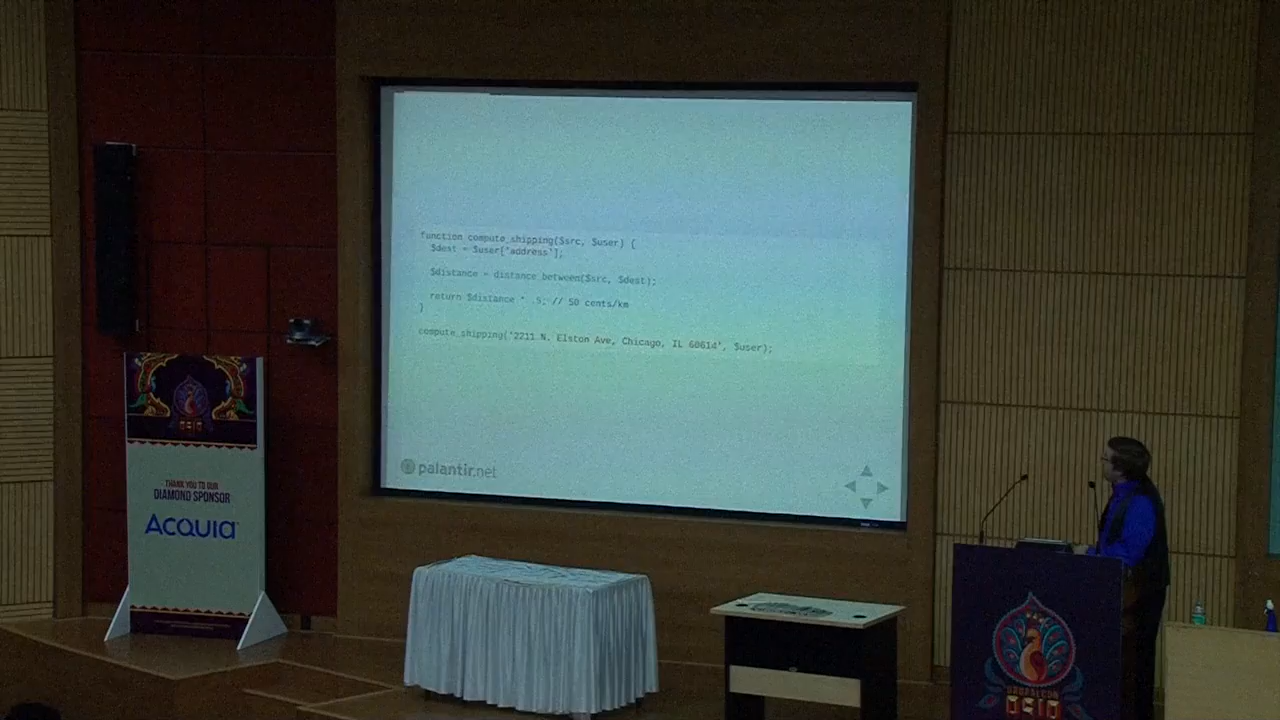 function compute_shipping($src, $user) {
$dest = $user['address'];
$distance = distance_between($src, $dest);
return $distance * .5; // 50 cents/km
}
compute_shipping('2211 N. Elston Ave, Chicago, IL 60614', $user);
palantir.net
THANK YOU TO OUR
DIAMOND SPONSOR
ACQUIA
DRUPALCON